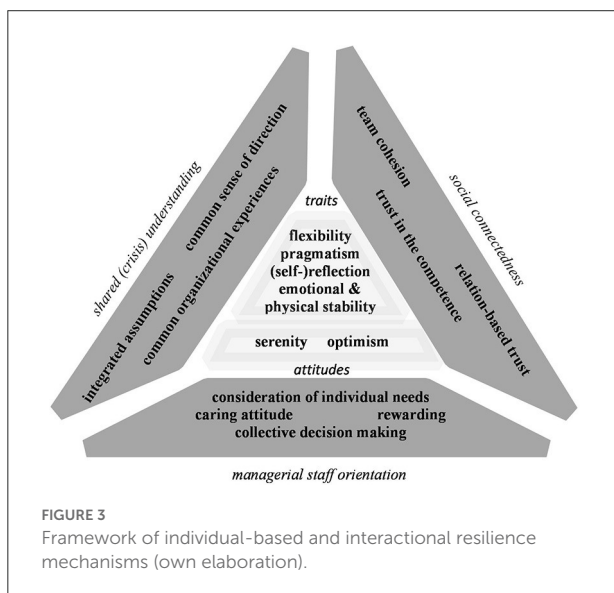 shared (crisis) understanding
integrated assumptions
common sense of direction
common organizational experiences
team cohesion
trust in the competence
relation-based trust
social connectedness
traits
flexibility
pragmatism
(self-)reflection
emotional &
physical stability
serenity optimism
attitudes
consideration of individual needs
caring attitude rewarding
collective decision making
managerial staff orientation
FIGURE 3
Framework of individual-based and interactional resilience
mechanisms (own elaboration).